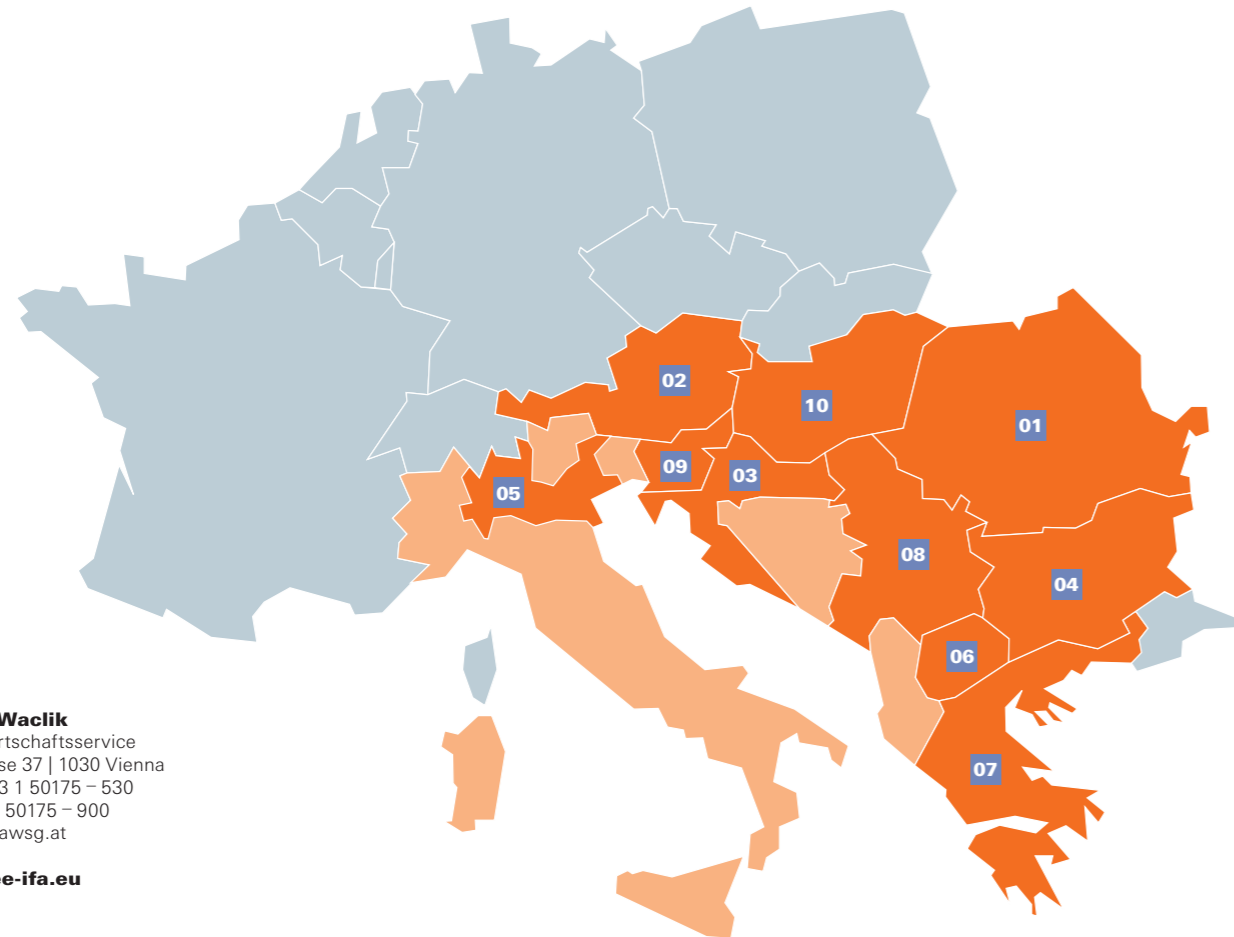 02
10
01
09
03
05
08
04
06
07
Waclik
rtschaftsservice
se 37 | 1030 Vienna
3 1 50175 – 530
50175 – 900
awsg.at
e-ifa.eu